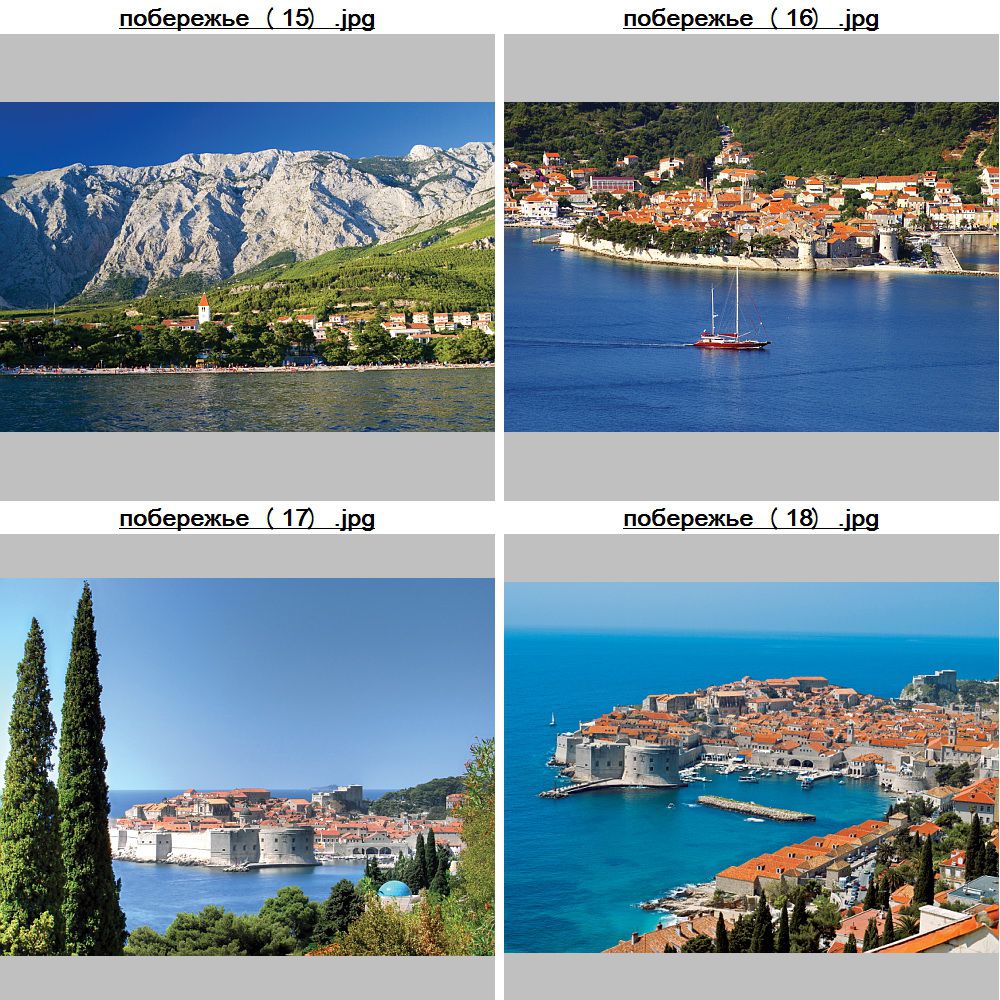 побережье ( 15) .jpg
побережье ( 16) .jpg
побережье ( 17) .jpg
побережье ( 18) .jpg